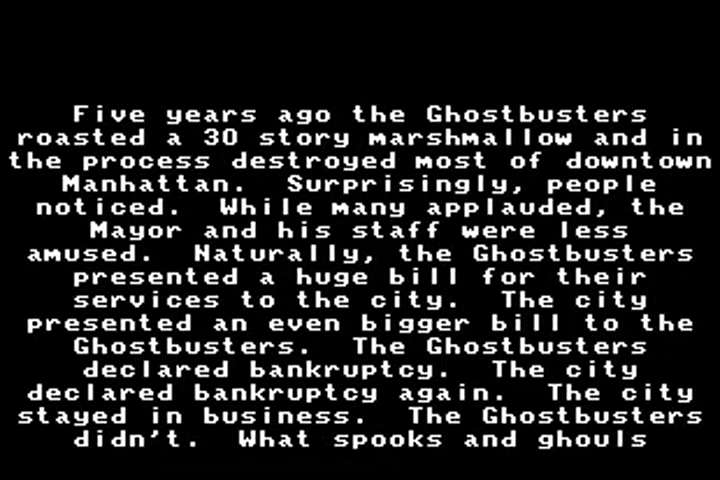 Five years ago the Ghostbusters
roasted a 30 story marshmallow and in
the process destroyed most of downtown
Manhattan.  Surprisingly, people
noticed.  While many applauded, the
Mayor and his staff were less
amused.  Naturally, the Ghostbusters
presented a huge bill for their
services to the city.  The city
presented an even bigger bill to the
Ghostbusters.  The Ghostbusters
declared bankruptcy.  The city
declared bankruptcy again.  The city
stayed in business.  The Ghostbusters
didn't.  What spooks and ghouls